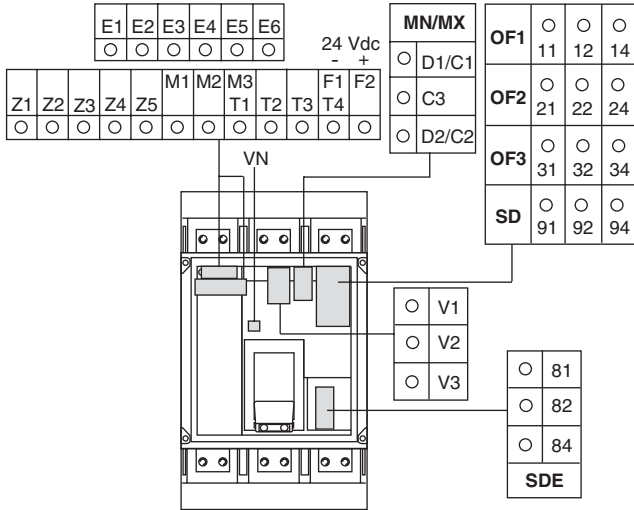 E1 E2 E3 E4 E5 E6
24 Vdc
- +
Z1 Z2 Z3 Z4 Z5 M1 M2 M3 F1 F2
T1 T2 T3 T4
VN
MN/MX
D1/C1
C3
D2/C2
OF1 11 12 14
OF2 21 22 24
OF3 31 32 34
SD 91 92 94
V1
V2
V3
81
82
84
SDE